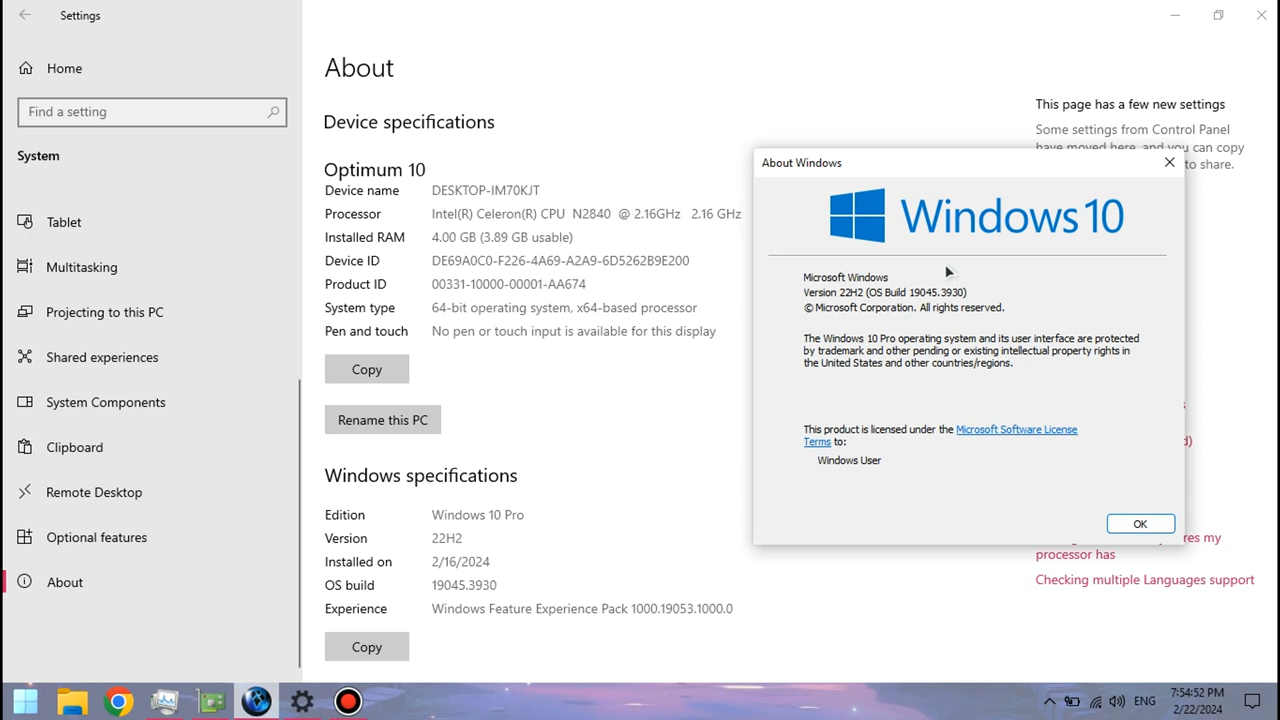 Settings
Home
Find a setting
System
Tablet
Multitasking
Projecting to this PC
Shared experiences
System Components
Clipboard
Remote Desktop
Optional features
About
About
Device specifications
Optimum 10
Device name DESKTOP-IM70KJT
Processor Intel(R) Celeron(R) CPU N2840 @ 2.16GHz 2.16 GHz
Installed RAM 4.00 GB (3.89 GB usable)
Device ID DE69A0C0-F226-4A69-A2A9-6D5262B9E200
Product ID 00331-10000-00001-AA674
System type 64-bit operating system, x64-based processor
Pen and touch No pen or touch input is available for this display
Copy
Rename this PC
Windows specifications
Edition Windows 10 Pro
Version 22H2
Installed on 2/16/2024
OS build 19045.3930
Experience Windows Feature Experience Pack 1000.19053.1000.0
Copy
This page has a few new settings
Some settings from Control Panel
have moved here, and you can copy
to share.
About Windows
Windows 10
Microsoft Windows
Version 22H2 (OS Build 19045.3930)
© Microsoft Corporation. All rights reserved.
The Windows 10 Pro operating system and its user interface are protected
by trademark and other pending or existing intellectual property rights in
the United States and other countries/regions.
This product is licensed under the Microsoft Software License
Terms to:
Windows User
OK
my
processor has
Checking multiple Languages support
ENG
7:54:52 PM
2/22/2024